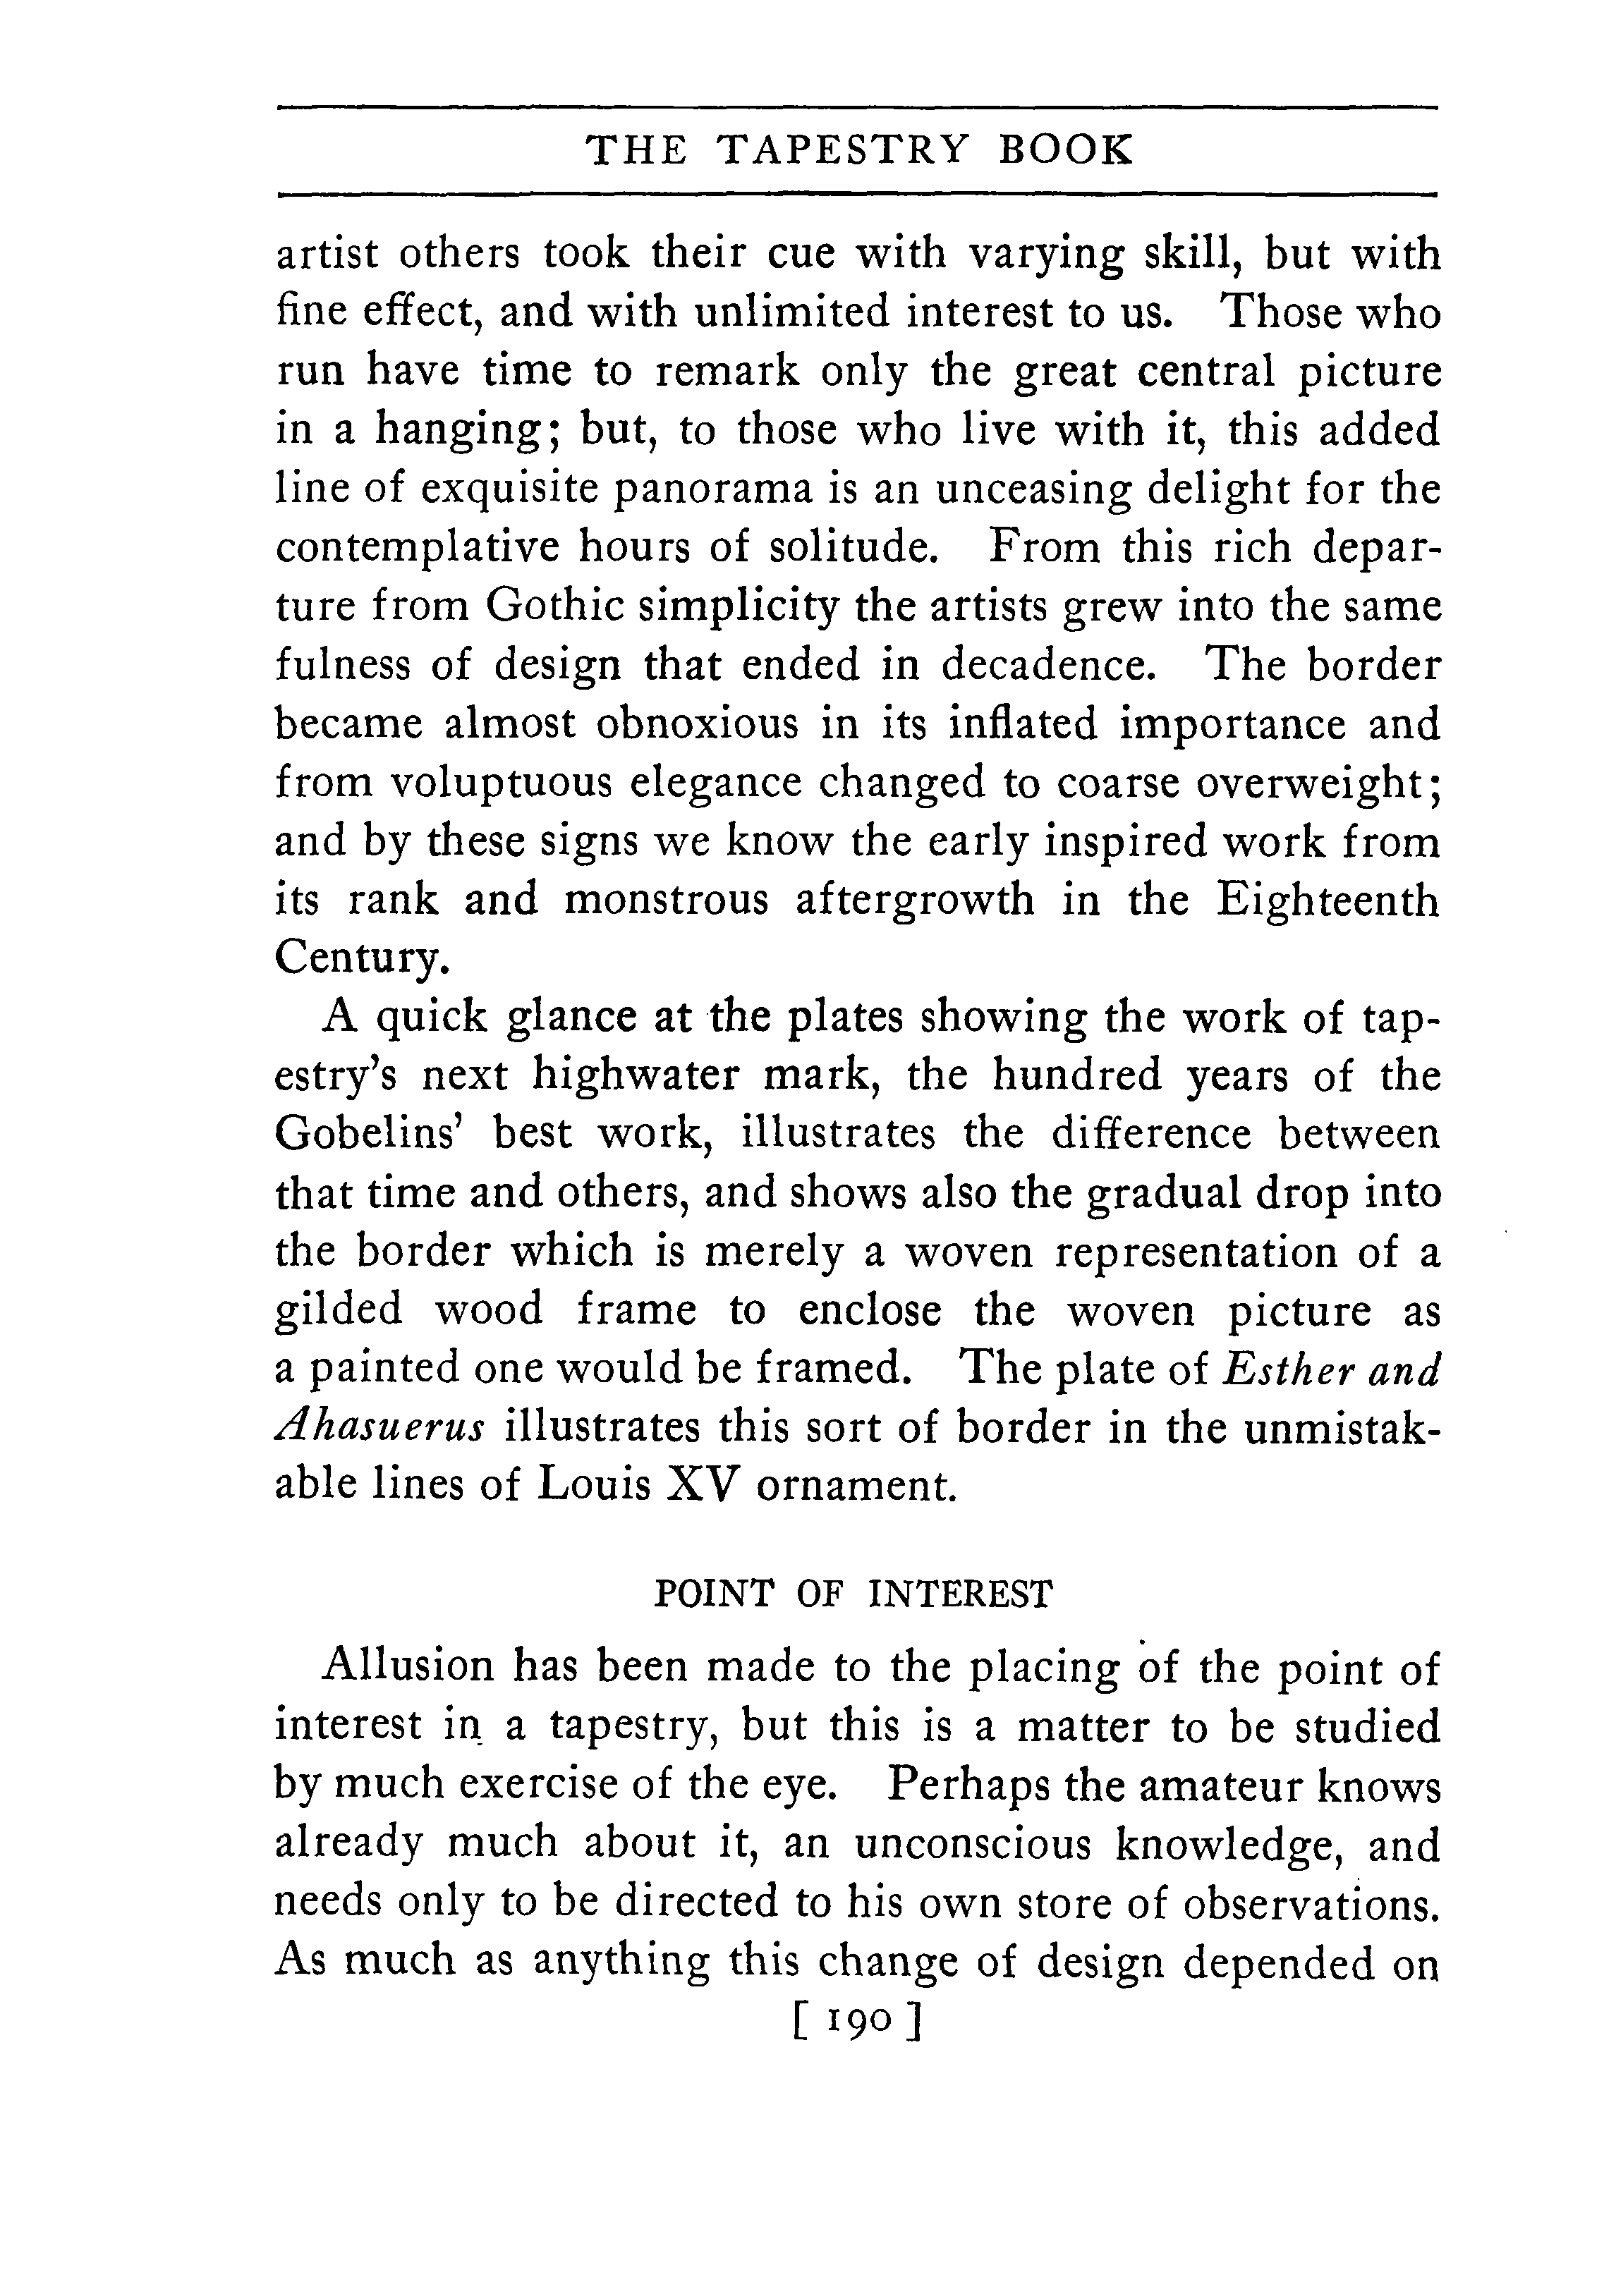 THE TAPESTRY BOOK
artist others took their cue with varying skill, but with
fine effect, and with unlimited interest to us. Those who
run have time to remark only the great central picture
in a hanging; but, to those who live with it, this added
line of exquisite panorama is an unceasing delight for the
contemplative hours of solitude. From this rich depar-
ture from Gothic simplicity the artists grew into the same
fulness of design that ended in decadence. The border
became almost obnoxious in its inflated importance and
from voluptuous elegance changed to coarse overweight;
and by these signs we know the early inspired work from
its rank and monstrous aftergrowth in the Eighteenth
Century.
A quick glance at the plates showing the work of tap-
estry's next highwater mark, the hundred years of the
Gobelins' best work, illustrates the difference between
that time and others, and shows also the gradual drop into
the border which is merely a woven representation of a
gilded wood frame to enclose the woven picture as
a painted one would be framed. The plate of Esther and
Ahasuerus illustrates this sort of border in the unmistak-
able lines of Louis XV ornament.
POINT OF INTEREST
Allusion has been made to the placing of the point of
interest in a tapestry, but this is a matter to be studied
by much exercise of the eye. Perhaps the amateur knows
already much about it, an unconscious knowledge, and
needs only to be directed to his own store of observations.
As much as anything this change of design depended on
[ 190 ]